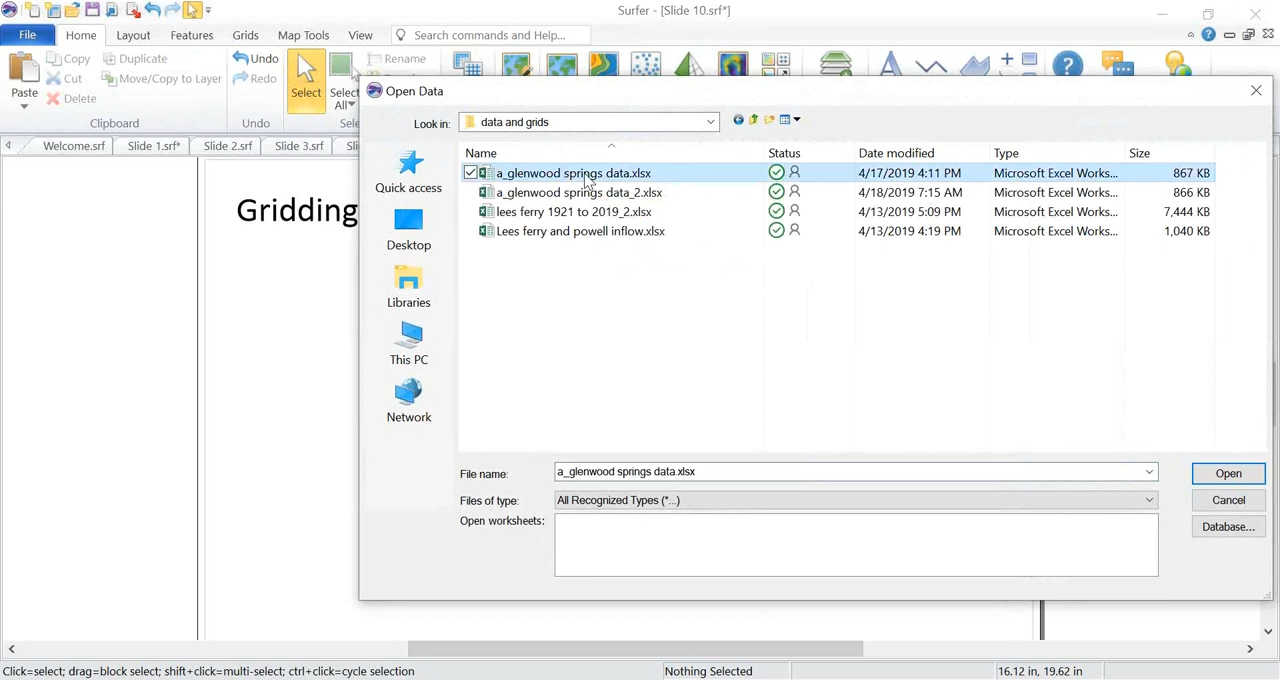 Surfer - [Slide 10.srf*]
File Home Layout Features Grids Map Tools View Search commands and Help...
Paste Copy Cut Delete Duplicate Move/Copy to Layer Undo Redo Select Select All Rename
Clipboard Undo Sele
Welcome.srf Slide 1.srf* Slide 2.srf Slide 3.srf Sli
Gridding
Open Data
Look in: data and grids
Quick access
Desktop
Libraries
This PC
Network
Name Status Date modified Type Size
a_glenwood springs data.xlsx 4/17/2019 4:11 PM Microsoft Excel Works... 867 KB
a_glenwood springs data_2.xlsx 4/18/2019 7:15 AM Microsoft Excel Works... 866 KB
lees ferry 1921 to 2019_2.xlsx 4/13/2019 5:09 PM Microsoft Excel Works... 7,444 KB
Lees ferry and powell inflow.xlsx 4/13/2019 4:19 PM Microsoft Excel Works... 1,040 KB
File name: a_glenwood springs data.xlsx Open
Files of type: All Recognized Types (*...) Cancel
Open worksheets: Database...
Click=select; drag=block select; shift+click=multi-select; ctrl+click=cycle selection Nothing Selected 16.12 in, 19.62 in